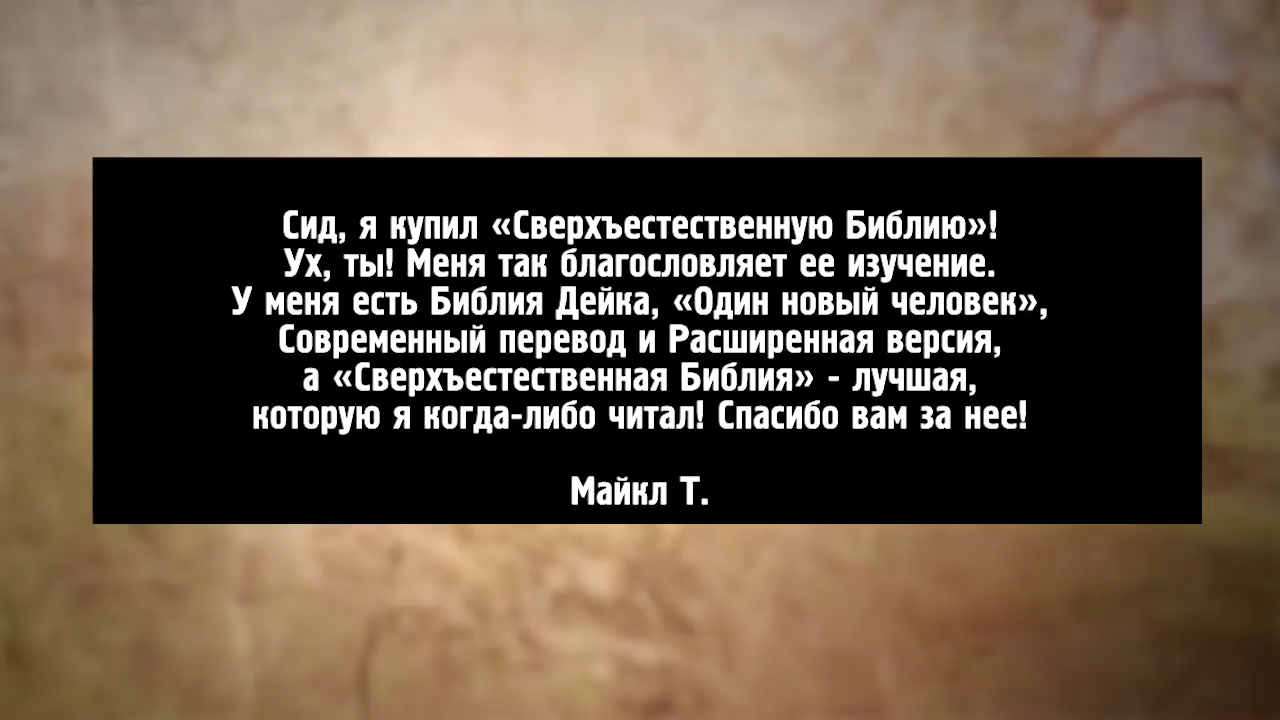 Сид, я купил «Сверхъестественную Библию»!
Ух, ты! Меня так благословляет ее изучение.
У меня есть Библия Дейка, «Один новый человек»,
Современный перевод и Расширенная версия,
а «Сверхъестественная Библия» - лучшая,
которую я когда-либо читал! Спасибо вам за нее!
Майкл Т.